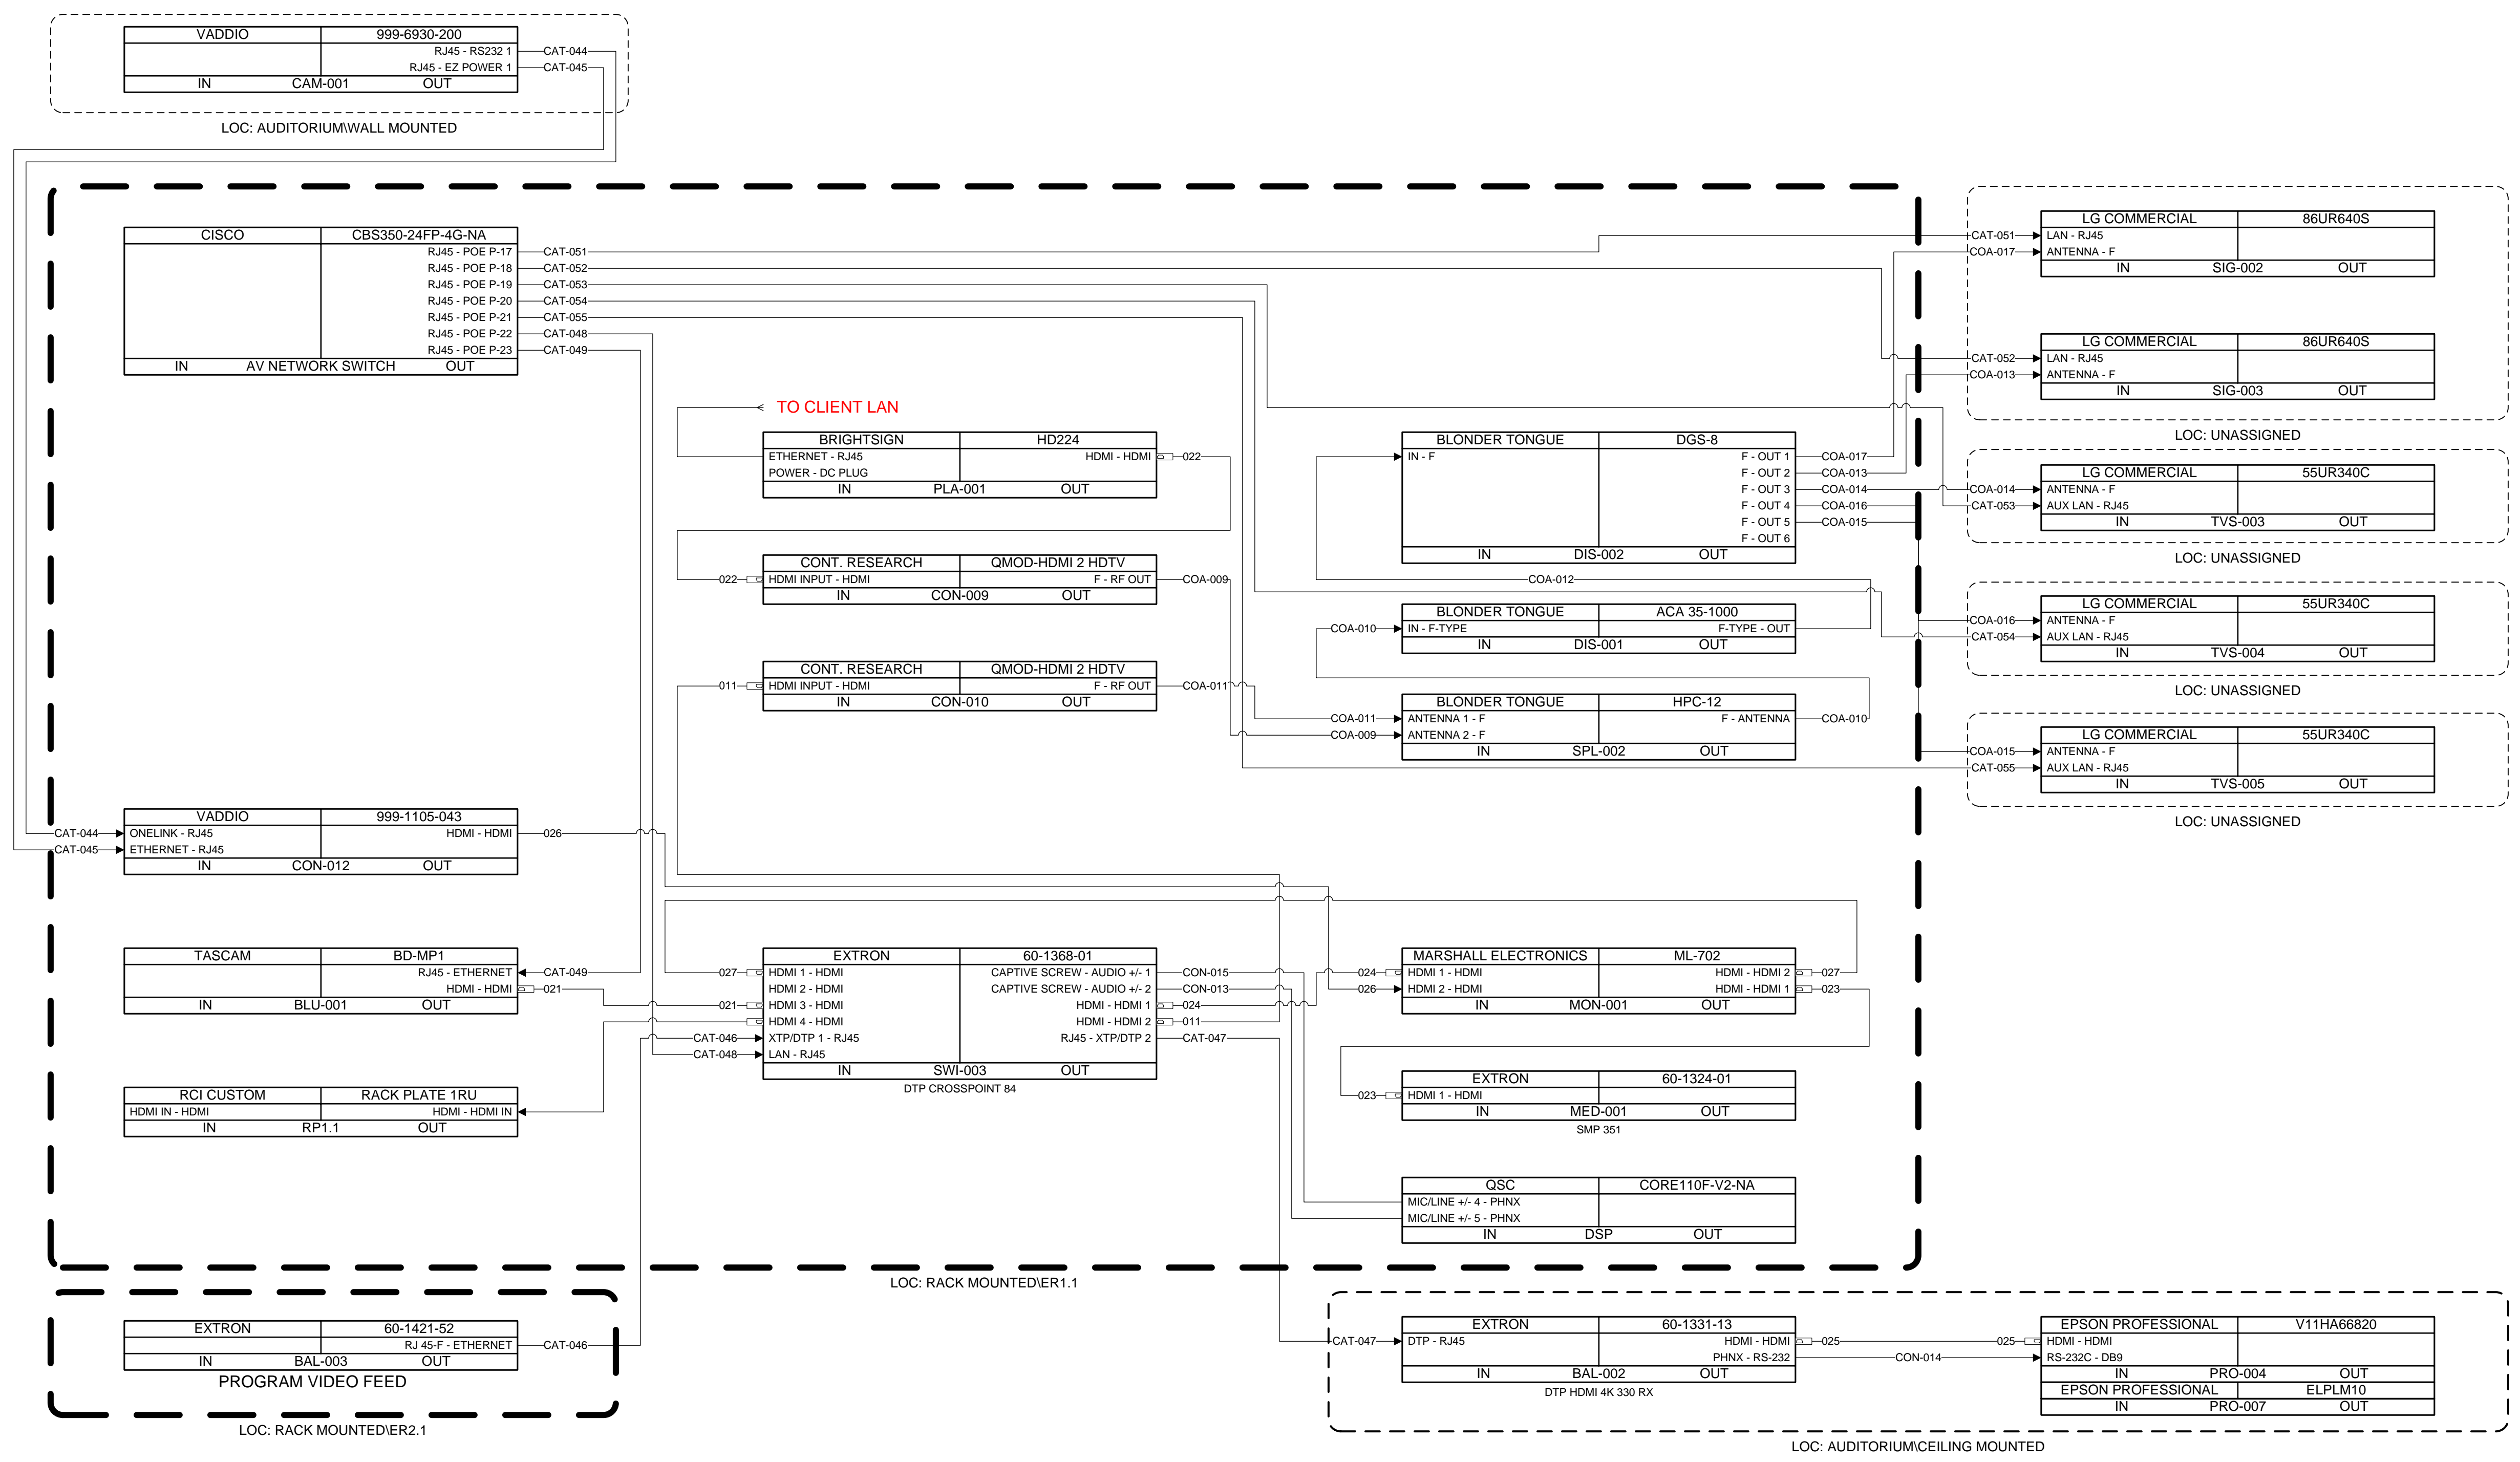 VADDIO 999-6930-200
RJ45 - RS232 1 CAT-044
RJ45 - EZ POWER 1 CAT-045
IN CAM-001 OUT
LOC: AUDITORIUM\WALL MOUNTED
CISCO CBS350-24FP-4G-NA
RJ45 - POE P-17 CAT-051
RJ45 - POE P-18 CAT-052
RJ45 - POE P-19 CAT-053
RJ45 - POE P-20 CAT-054
RJ45 - POE P-21 CAT-055
RJ45 - POE P-22 CAT-048
RJ45 - POE P-23 CAT-049
IN AV NETWORK SWITCH OUT
LG COMMERCIAL 86UR640S
CAT-051 LAN - RJ45
COA-017 ANTENNA - F
IN SIG-002 OUT
LG COMMERCIAL 86UR640S
CAT-052 LAN - RJ45
COA-013 ANTENNA - F
IN SIG-003 OUT
LOC: UNASSIGNED
TO CLIENT LAN
BRIGHTSIGN HD224
ETHERNET - RJ45 HDMI - HDMI 022
POWER - DC PLUG
IN PLA-001 OUT
BLONDER TONGUE DGS-8
IN - F F - OUT 1 COA-017
F - OUT 2 COA-013
F - OUT 3 COA-014
F - OUT 4 COA-016
F - OUT 5 COA-015
F - OUT 6
IN DIS-002 OUT
LG COMMERCIAL 55UR340C
COA-014 ANTENNA - F
CAT-053 AUX LAN - RJ45
IN TVS-003 OUT
LOC: UNASSIGNED
CONT. RESEARCH QMOD-HDMI 2 HDTV
022 HDMI INPUT - HDMI F - RF OUT COA-009
IN CON-009 OUT
COA-012
BLONDER TONGUE ACA 35-1000
COA-010 IN - F-TYPE F-TYPE - OUT
IN DIS-001 OUT
LG COMMERCIAL 55UR340C
COA-016 ANTENNA - F
CAT-054 AUX LAN - RJ45
IN TVS-004 OUT
LOC: UNASSIGNED
CONT. RESEARCH QMOD-HDMI 2 HDTV
011 HDMI INPUT - HDMI F - RF OUT COA-011
IN CON-010 OUT
BLONDER TONGUE HPC-12
COA-011 ANTENNA 1 - F F - ANTENNA COA-010
COA-009 ANTENNA 2 - F
IN SPL-002 OUT
LG COMMERCIAL 55UR340C
COA-015 ANTENNA - F
CAT-055 AUX LAN - RJ45
IN TVS-005 OUT
LOC: UNASSIGNED
VADDIO 999-1105-043
CAT-044 ONELINK - RJ45 HDMI - HDMI 026
CAT-045 ETHERNET - RJ45
IN CON-012 OUT
TASCAM BD-MP1
RJ45 - ETHERNET CAT-049
HDMI - HDMI 021
IN BLU-001 OUT
EXTRON 60-1368-01
027 HDMI 1 - HDMI CAPTIVE SCREW - AUDIO +/- 1 CON-015
HDMI 2 - HDMI CAPTIVE SCREW - AUDIO +/- 2 CON-013
021 HDMI 3 - HDMI HDMI - HDMI 1 024
HDMI 4 - HDMI HDMI - HDMI 2 011
CAT-046 XTP/DTP 1 - RJ45 RJ45 - XTP/DTP 2 CAT-047
CAT-048 LAN - RJ45
IN SWI-003 OUT
DTP CROSSPOINT 84
MARSHALL ELECTRONICS ML-702
024 HDMI 1 - HDMI HDMI - HDMI 2 027
026 HDMI 2 - HDMI HDMI - HDMI 1 023
IN MON-001 OUT
RCI CUSTOM RACK PLATE 1RU
HDMI IN - HDMI HDMI - HDMI IN
IN RP1.1 OUT
EXTRON 60-1324-01
023 HDMI 1 - HDMI
IN MED-001 OUT
SMP 351
QSC CORE110F-V2-NA
MIC/LINE +/- 4 - PHNX
MIC/LINE +/- 5 - PHNX
IN DSP OUT
LOC: RACK MOUNTED\ER1.1
EXTRON 60-1421-52
RJ 45-F - ETHERNET CAT-046
IN BAL-003 OUT
PROGRAM VIDEO FEED
LOC: RACK MOUNTED\ER2.1
EXTRON 60-1331-13
CAT-047 DTP - RJ45 HDMI - HDMI 025
PHNX - RS-232 CON-014
IN BAL-002 OUT
DTP HDMI 4K 330 RX
EPSON PROFESSIONAL V11HA66820
025 HDMI - HDMI
RS-232C - DB9
IN PRO-004 OUT
EPSON PROFESSIONAL ELPLM10
IN PRO-007 OUT
LOC: AUDITORIUM\CEILING MOUNTED